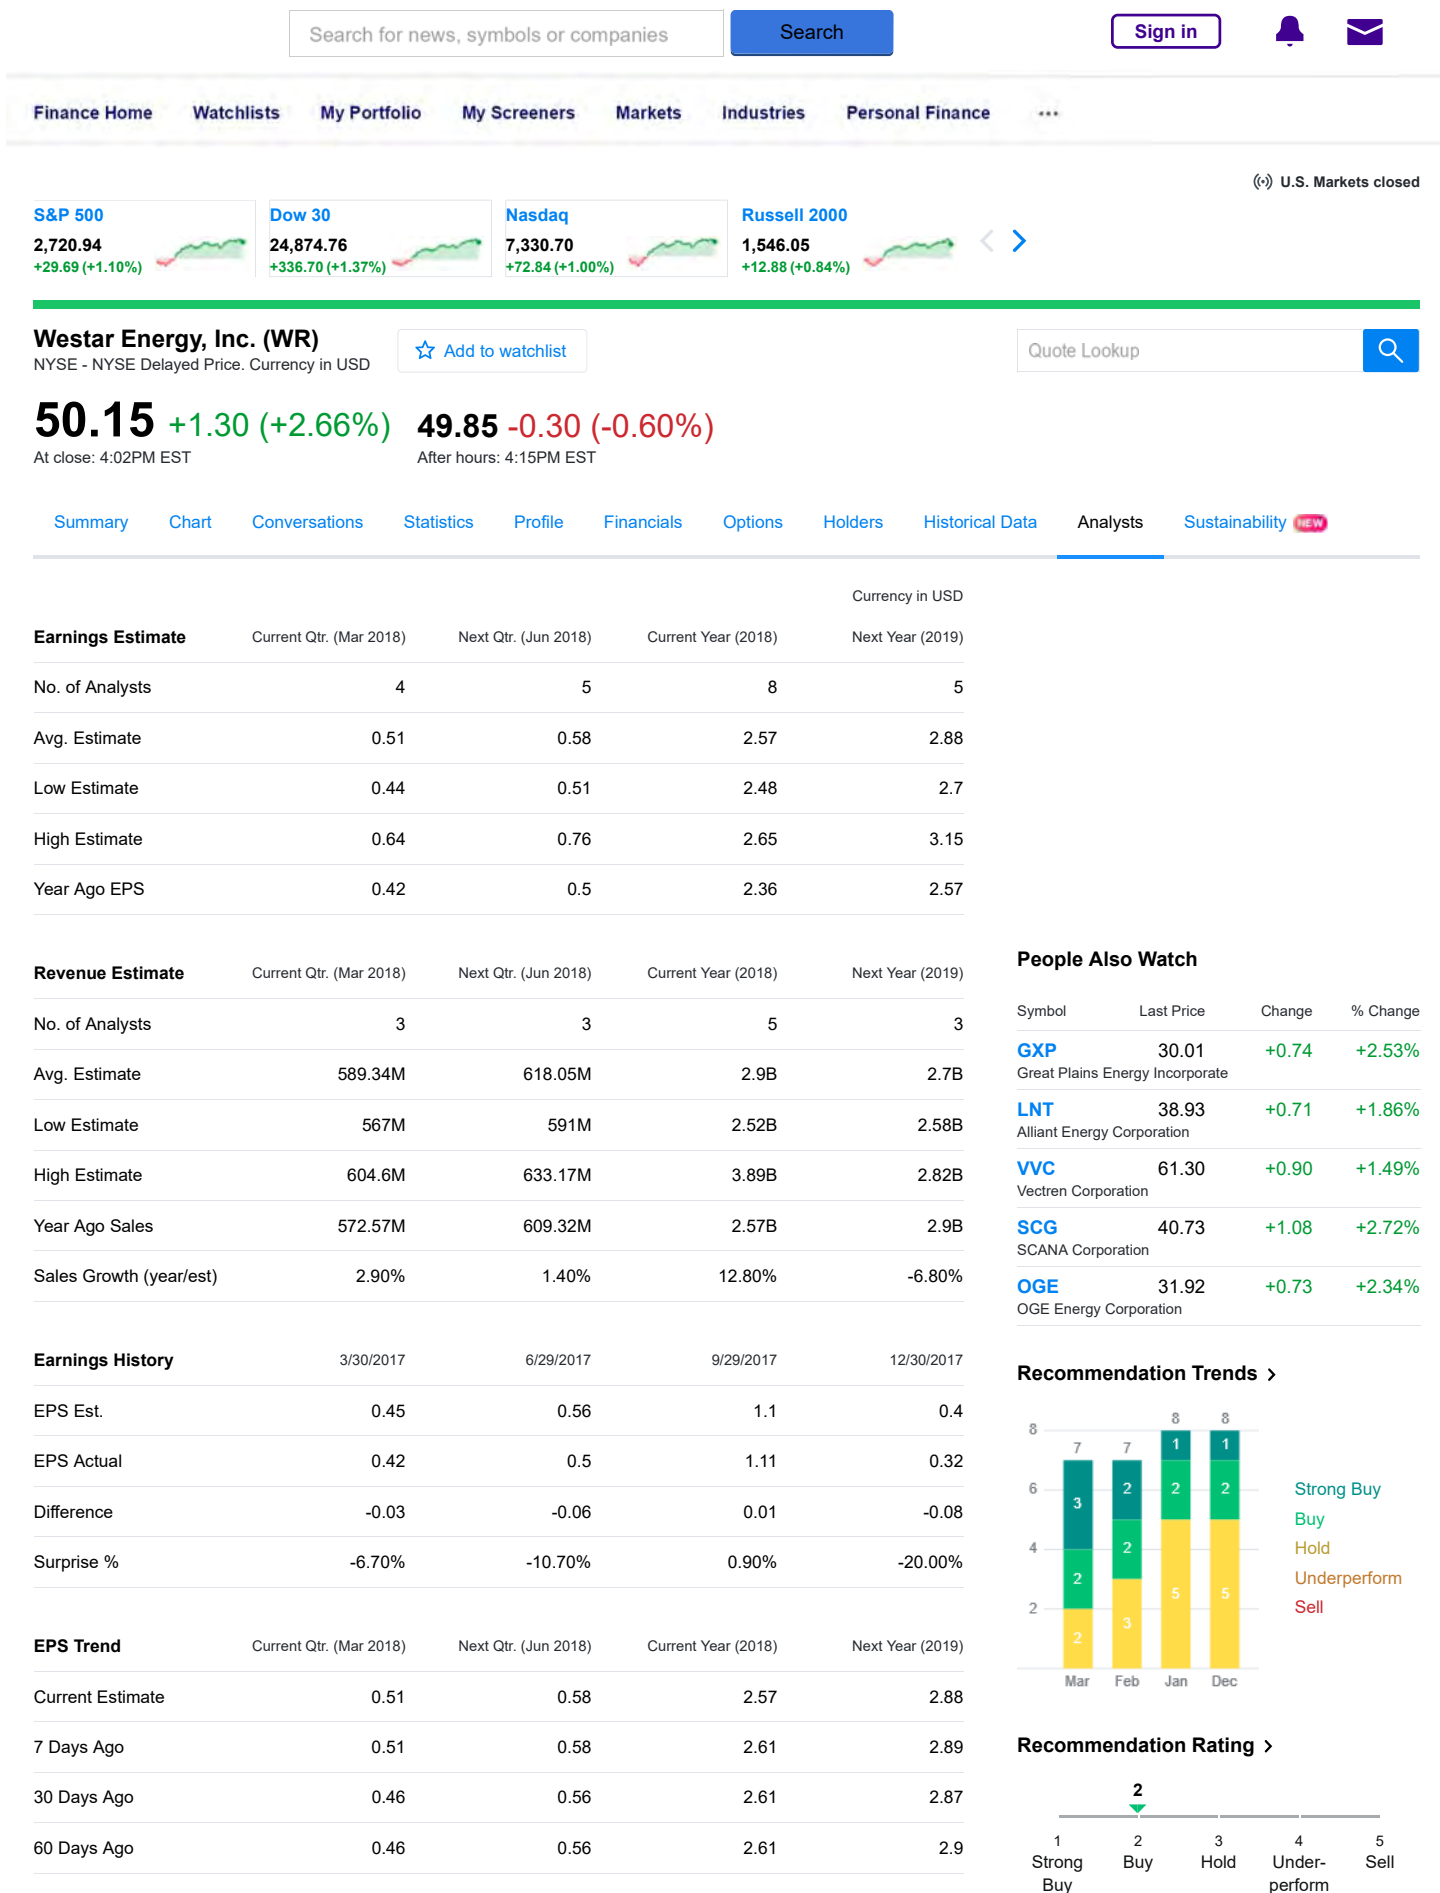 Search for news, symbols or companies
Search
Sign in
Finance Home Watchlists My Portfolio My Screeners Markets Industries Personal Finance ...
U.S. Markets closed
S&P 500 Dow 30 Nasdaq Russell 2000
2,720.94 24,874.76 7,330.70 1,546.05
+29.69 (+1.10%) +336.70 (+1.37%) +72.84 (+1.00%) +12.88 (+0.84%)
Westar Energy, Inc. (WR)
NYSE - NYSE Delayed Price. Currency in USD
Add to watchlist
Quote Lookup
50.15 +1.30 (+2.66%) 49.85 -0.30 (-0.60%)
At close: 4:02PM EST After hours: 4:15PM EST
Summary Chart Conversations Statistics Profile Financials Options Holders Historical Data Analysts Sustainability NEW
Currency in USD
Earnings Estimate Current Qtr. (Mar 2018) Next Qtr. (Jun 2018) Current Year (2018) Next Year (2019)
No. of Analysts 4 5 8 5
Avg. Estimate 0.51 0.58 2.57 2.88
Low Estimate 0.44 0.51 2.48 2.7
High Estimate 0.64 0.76 2.65 3.15
Year Ago EPS 0.42 0.5 2.36 2.57
Revenue Estimate Current Qtr. (Mar 2018) Next Qtr. (Jun 2018) Current Year (2018) Next Year (2019)
No. of Analysts 3 3 5 3
Avg. Estimate 589.34M 618.05M 2.9B 2.7B
Low Estimate 567M 591M 2.52B 2.58B
High Estimate 604.6M 633.17M 3.89B 2.82B
Year Ago Sales 572.57M 609.32M 2.57B 2.9B
Sales Growth (year/est) 2.90% 1.40% 12.80% -6.80%
Earnings History 3/30/2017 6/29/2017 9/29/2017 12/30/2017
EPS Est. 0.45 0.56 1.1 0.4
EPS Actual 0.42 0.5 1.11 0.32
Difference -0.03 -0.06 0.01 -0.08
Surprise % -6.70% -10.70% 0.90% -20.00%
EPS Trend Current Qtr. (Mar 2018) Next Qtr. (Jun 2018) Current Year (2018) Next Year (2019)
Current Estimate 0.51 0.58 2.57 2.88
7 Days Ago 0.51 0.58 2.61 2.89
30 Days Ago 0.46 0.56 2.61 2.87
60 Days Ago 0.46 0.56 2.61 2.9
People Also Watch
Symbol Last Price Change % Change
GXP 30.01 +0.74 +2.53%
Great Plains Energy Incorporate
LNT 38.93 +0.71 +1.86%
Alliant Energy Corporation
VVC 61.30 +0.90 +1.49%
Vectren Corporation
SCG 40.73 +1.08 +2.72%
SCANA Corporation
OGE 31.92 +0.73 +2.34%
OGE Energy Corporation
Recommendation Trends
8 8
8
7 7
1 1
6
3 2 2 2
4
2 2
5 5
2
2 3
Mar Feb Jan Dec
Strong Buy
Buy
Hold
Underperform
Sell
Recommendation Rating
2
1 2 3 4 5
Strong Buy Hold Under- Sell
Buy perform